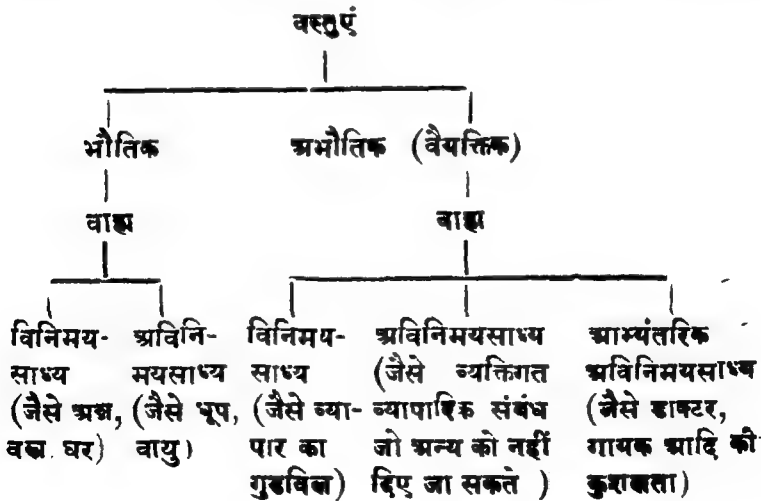 वस्तुएं
भौतिक अभौतिक (वैयक्तिक)
वाह्य वाह्य
विनिमय- अविनि- विनिमय- अविनिमयसाध्य आभ्यंतरिक
साध्य मयसाध्य साध्य (जैसे व्यक्तिगत अविनिमयसाध्य
(जैसे अन्न, (जैसे धूप, (जैसे व्या- व्यापारिक संबंध (जैसे डाक्टर,
वस्त्र. घर) वायु) पार का जो अन्य को नहीं गायक आदि की
गुडविल) दिए जा सकते ) कुशलता)